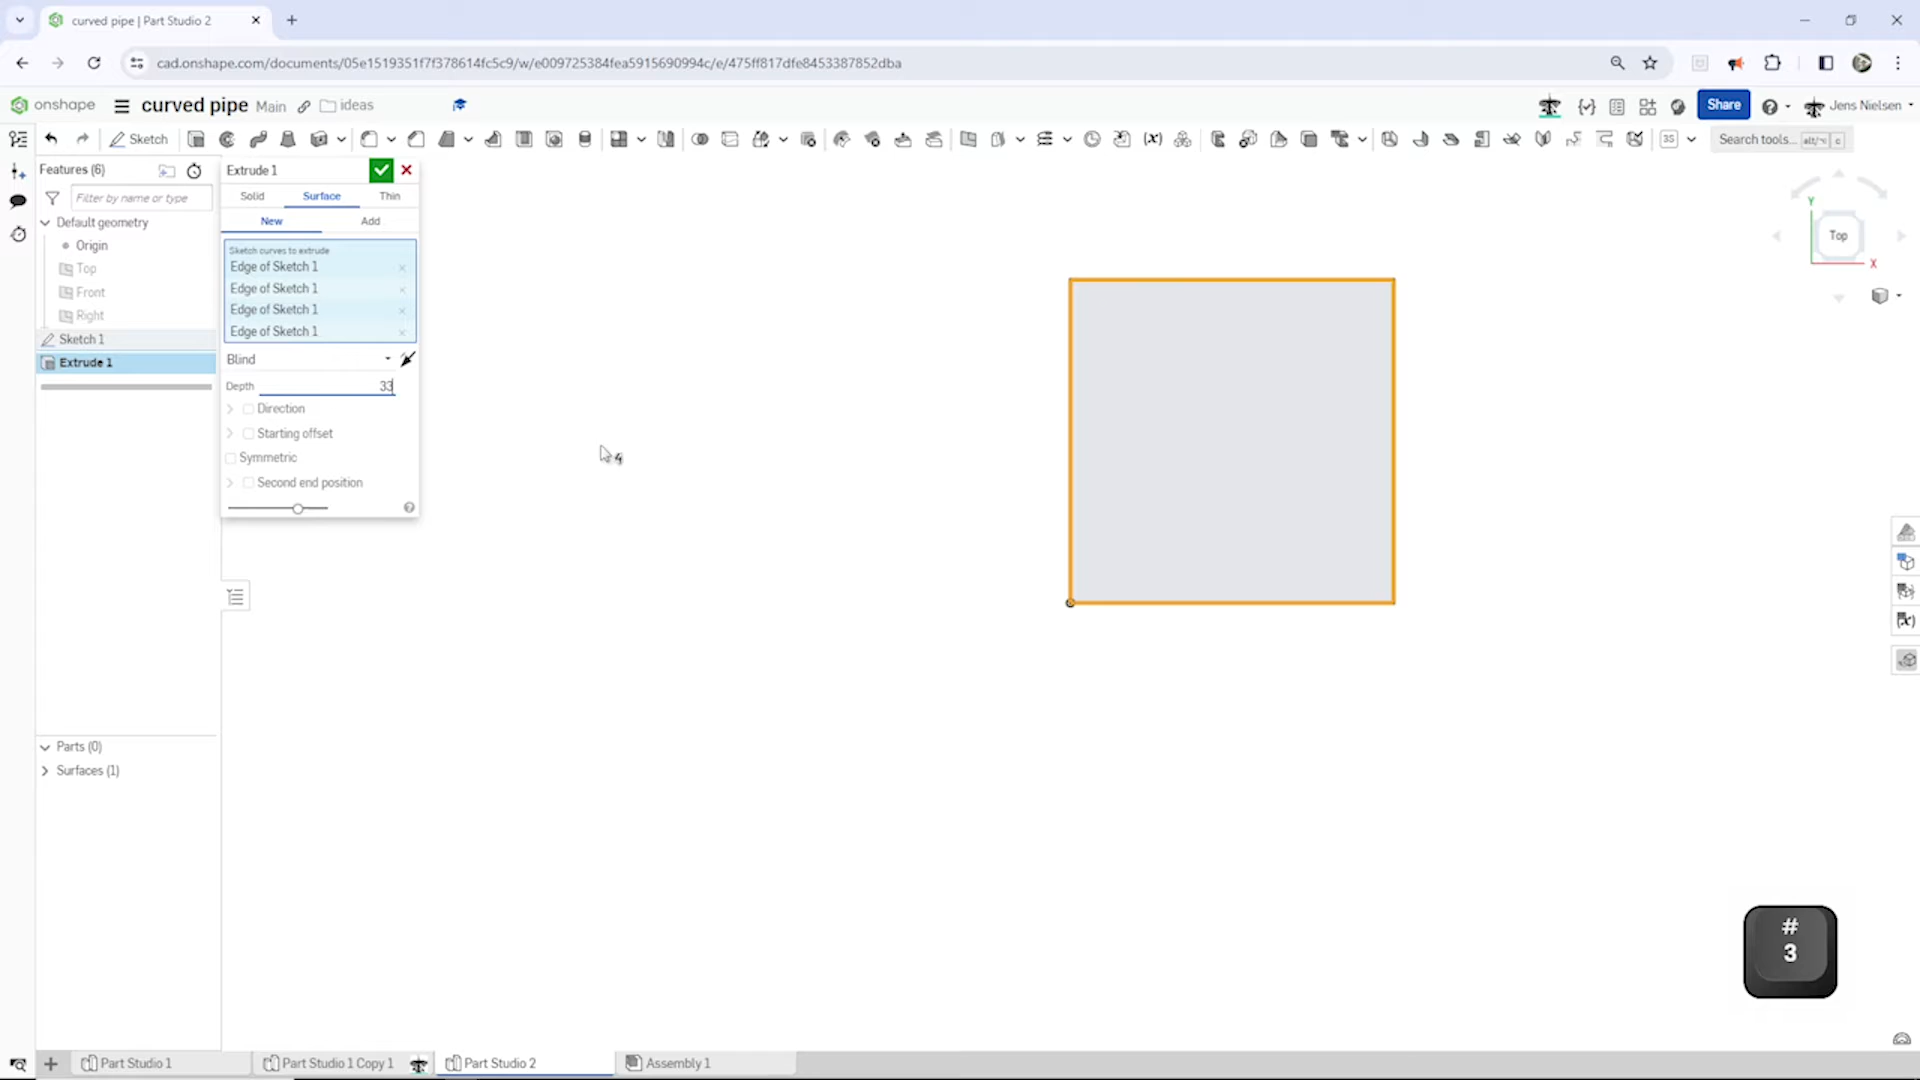 curved pipe | Part Studio 2
cad.onshape.com/documents/05e1519351f7f378614fc5c9/w/e009725384fea5915690994c/e/475ff817dfe8453387852dba
onshape
curved pipe Main ideas
Share
Jens Nielsen
Sketch
Search tools... alt/⌥ c
Features (6)
Filter by name or type
Default geometry
Origin
Top
Front
Right
Sketch 1
Extrude 1
Extrude 1
Solid Surface Thin
New Add
Sketch curves to extrude
Edge of Sketch 1
Edge of Sketch 1
Edge of Sketch 1
Edge of Sketch 1
Blind
Depth 33
Direction
Starting offset
Symmetric
Second end position
4
Y
Top
X
Parts (0)
Surfaces (1)
#
3
Part Studio 1
Part Studio 1 Copy 1
Part Studio 2
Assembly 1